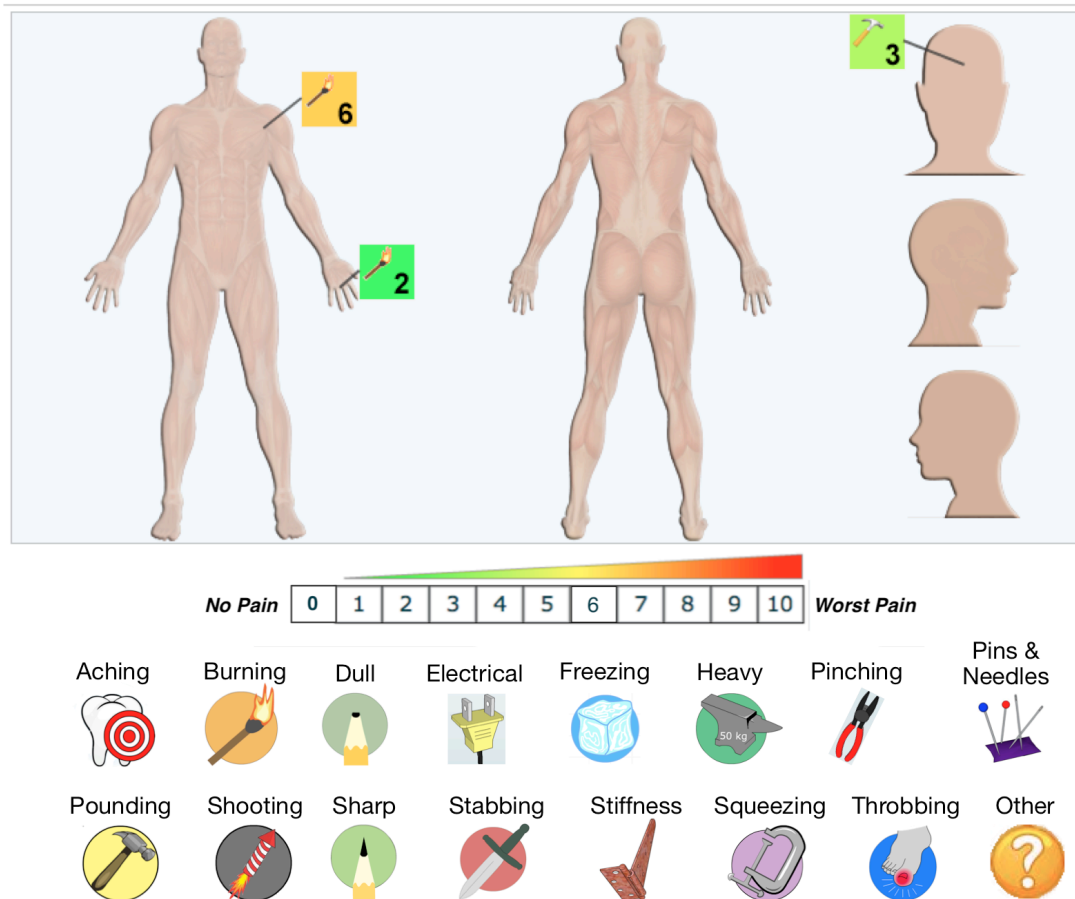 6
3
2
No Pain 0 1 2 3 4 5 6 7 8 9 10 Worst Pain
Aching Burning Dull Electrical Freezing Heavy Pinching Pins & Needles
50 kg
Pounding Shooting Sharp Stabbing Stiffness Squeezing Throbbing Other
?